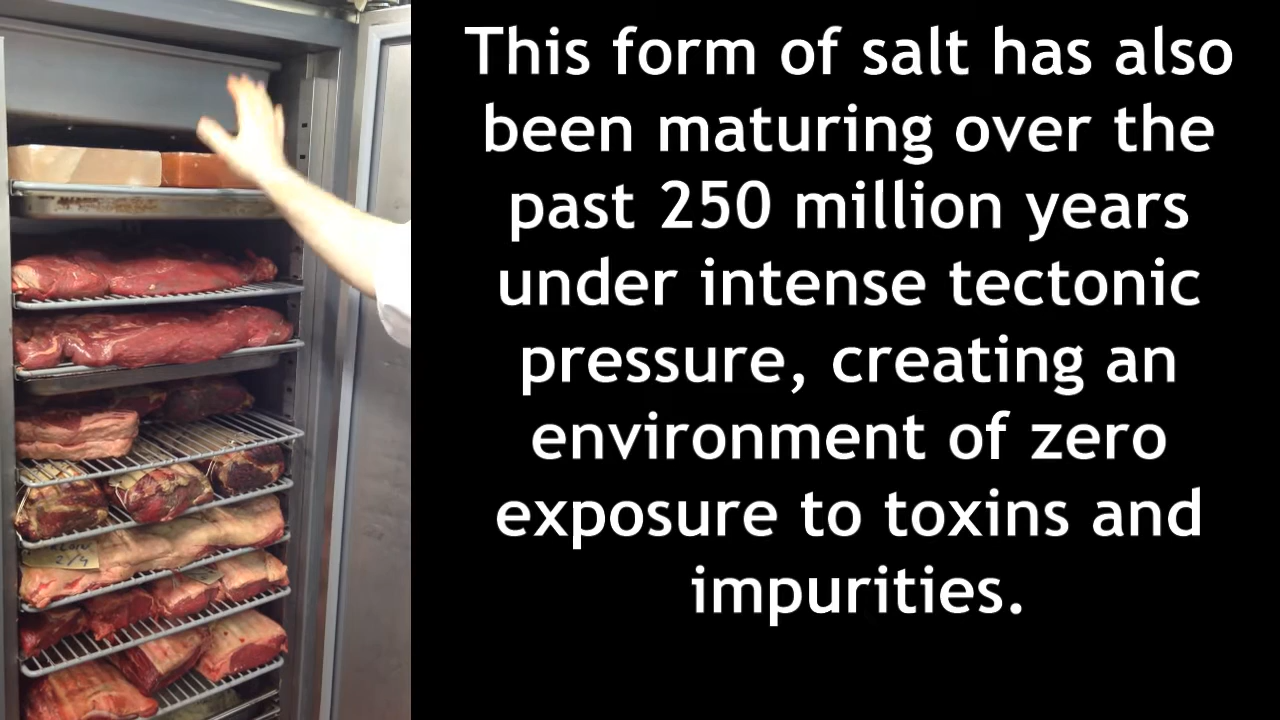 This form of salt has also
been maturing over the
past 250 million years
under intense tectonic
pressure, creating an
environment of zero
exposure to toxins and
impurities.